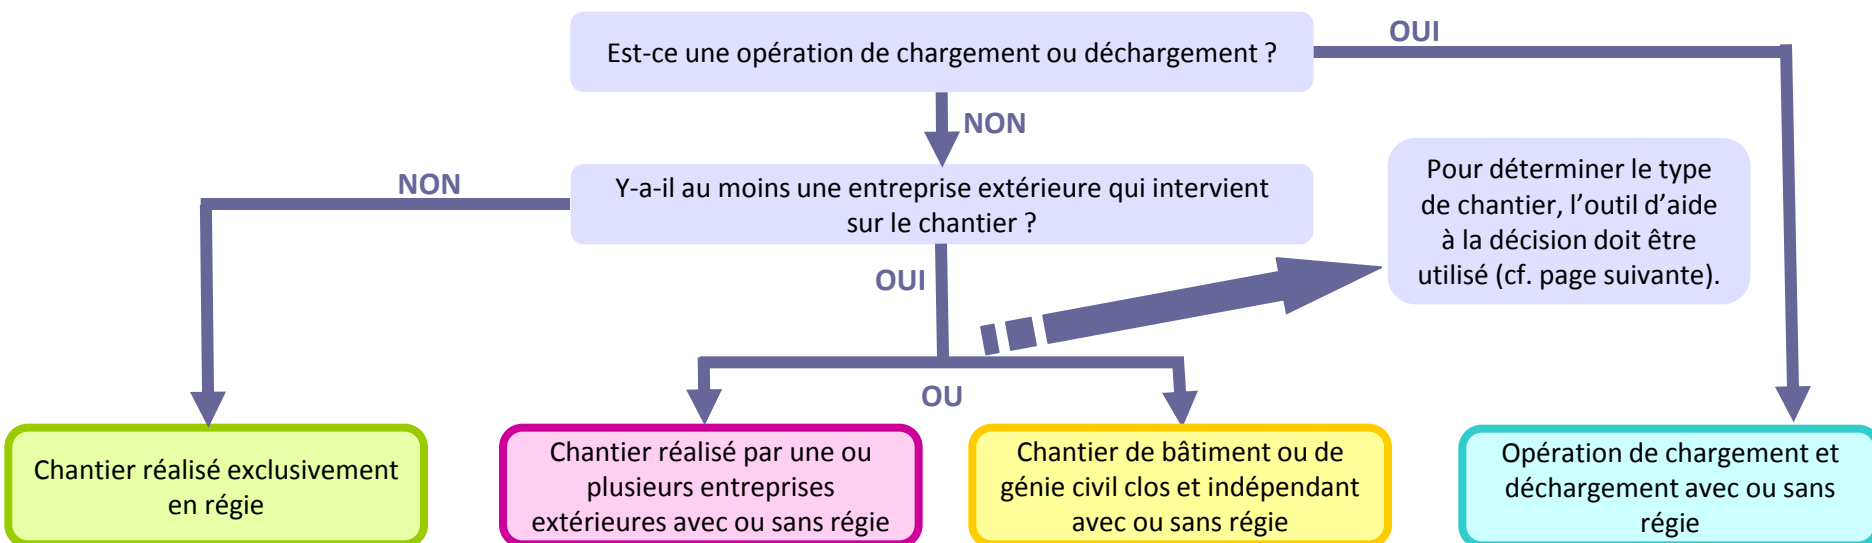 Est-ce une opération de chargement ou déchargement ?
OUI
NON
Y-a-il au moins une entreprise extérieure qui intervient
sur le chantier ?
NON
Pour déterminer le type
de chantier, l’outil d’aide
à la décision doit être
utilisé (cf. page suivante).
OUI
OU
Chantier réalisé exclusivement
en régie
Chantier réalisé par une ou
plusieurs entreprises
extérieures avec ou sans régie
Chantier de bâtiment ou de
génie civil clos et indépendant
avec ou sans régie
Opération de chargement et
déchargement avec ou sans
régie